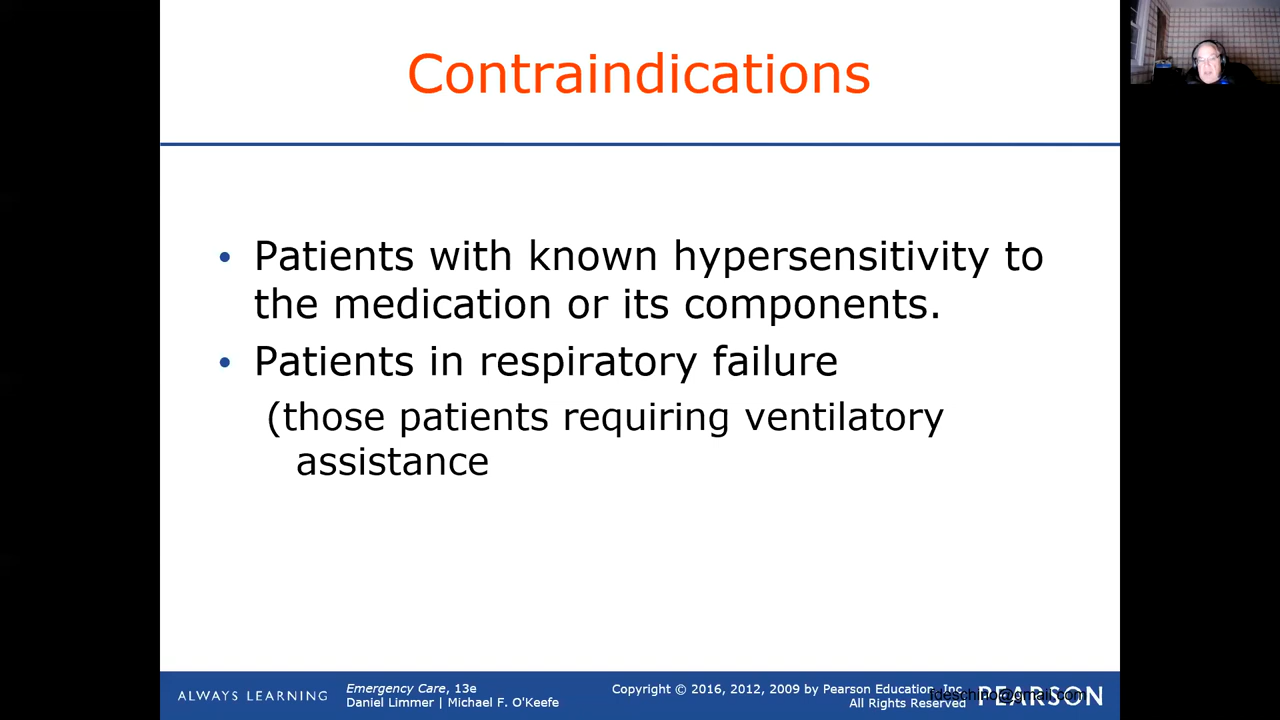 Contraindications
• Patients with known hypersensitivity to
the medication or its components.
• Patients in respiratory failure
(those patients requiring ventilatory
assistance
ALWAYS LEARNING
Emergency Care, 13e
Daniel Limmer | Michael F. O'Keefe
Copyright © 2016, 2012, 2009 by Pearson Education, Inc.
All Rights Reserved
PEARSON